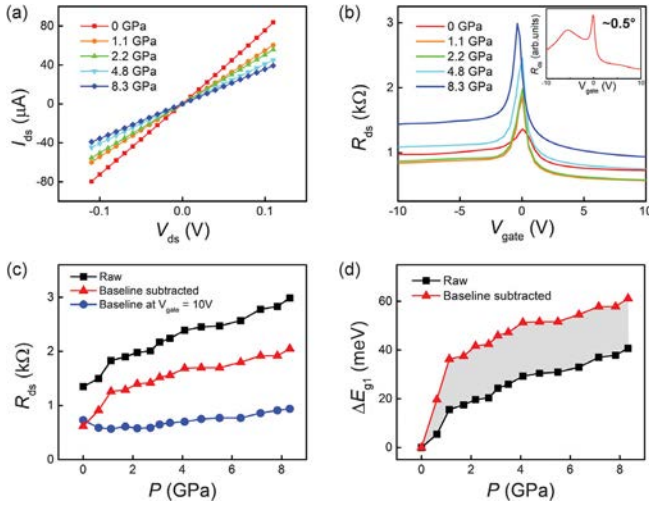 (a)
80
40
0
-40
-80
I_ds (μA)
0 GPa
1.1 GPa
2.2 GPa
4.8 GPa
8.3 GPa
-0.1
0.0
0.1
V_ds (V)
(b)
3
2
1
R_ds (kΩ)
0 GPa
1.1 GPa
2.2 GPa
4.8 GPa
8.3 GPa
~0.5°
R_ds (arb.units)
-10
0
10
V_gate (V)
-10
-5
0
5
10
V_gate (V)
(c)
3
2
1
0
R_ds (kΩ)
Raw
Baseline subtracted
Baseline at V_gate = 10V
0
2
4
6
8
P (GPa)
(d)
60
40
20
0
ΔE_g1 (meV)
Raw
Baseline subtracted
0
2
4
6
8
P (GPa)